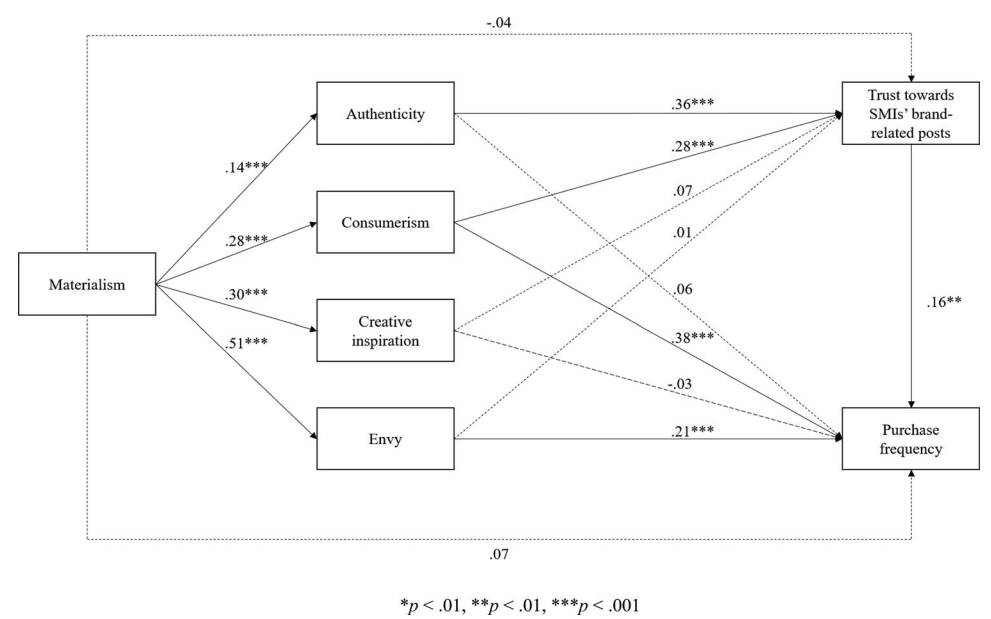 -.04
Authenticity
Trust towards
SMIs' brand-
related posts
.36***
.28***
.14***
.07
Consumerism
.28***
.01
Materialism
.30***
.06
.16**
Creative
inspiration
.51***
.38***
-.03
Envy
.21***
Purchase
frequency
.07
*p < .01, **p < .01, ***p < .001